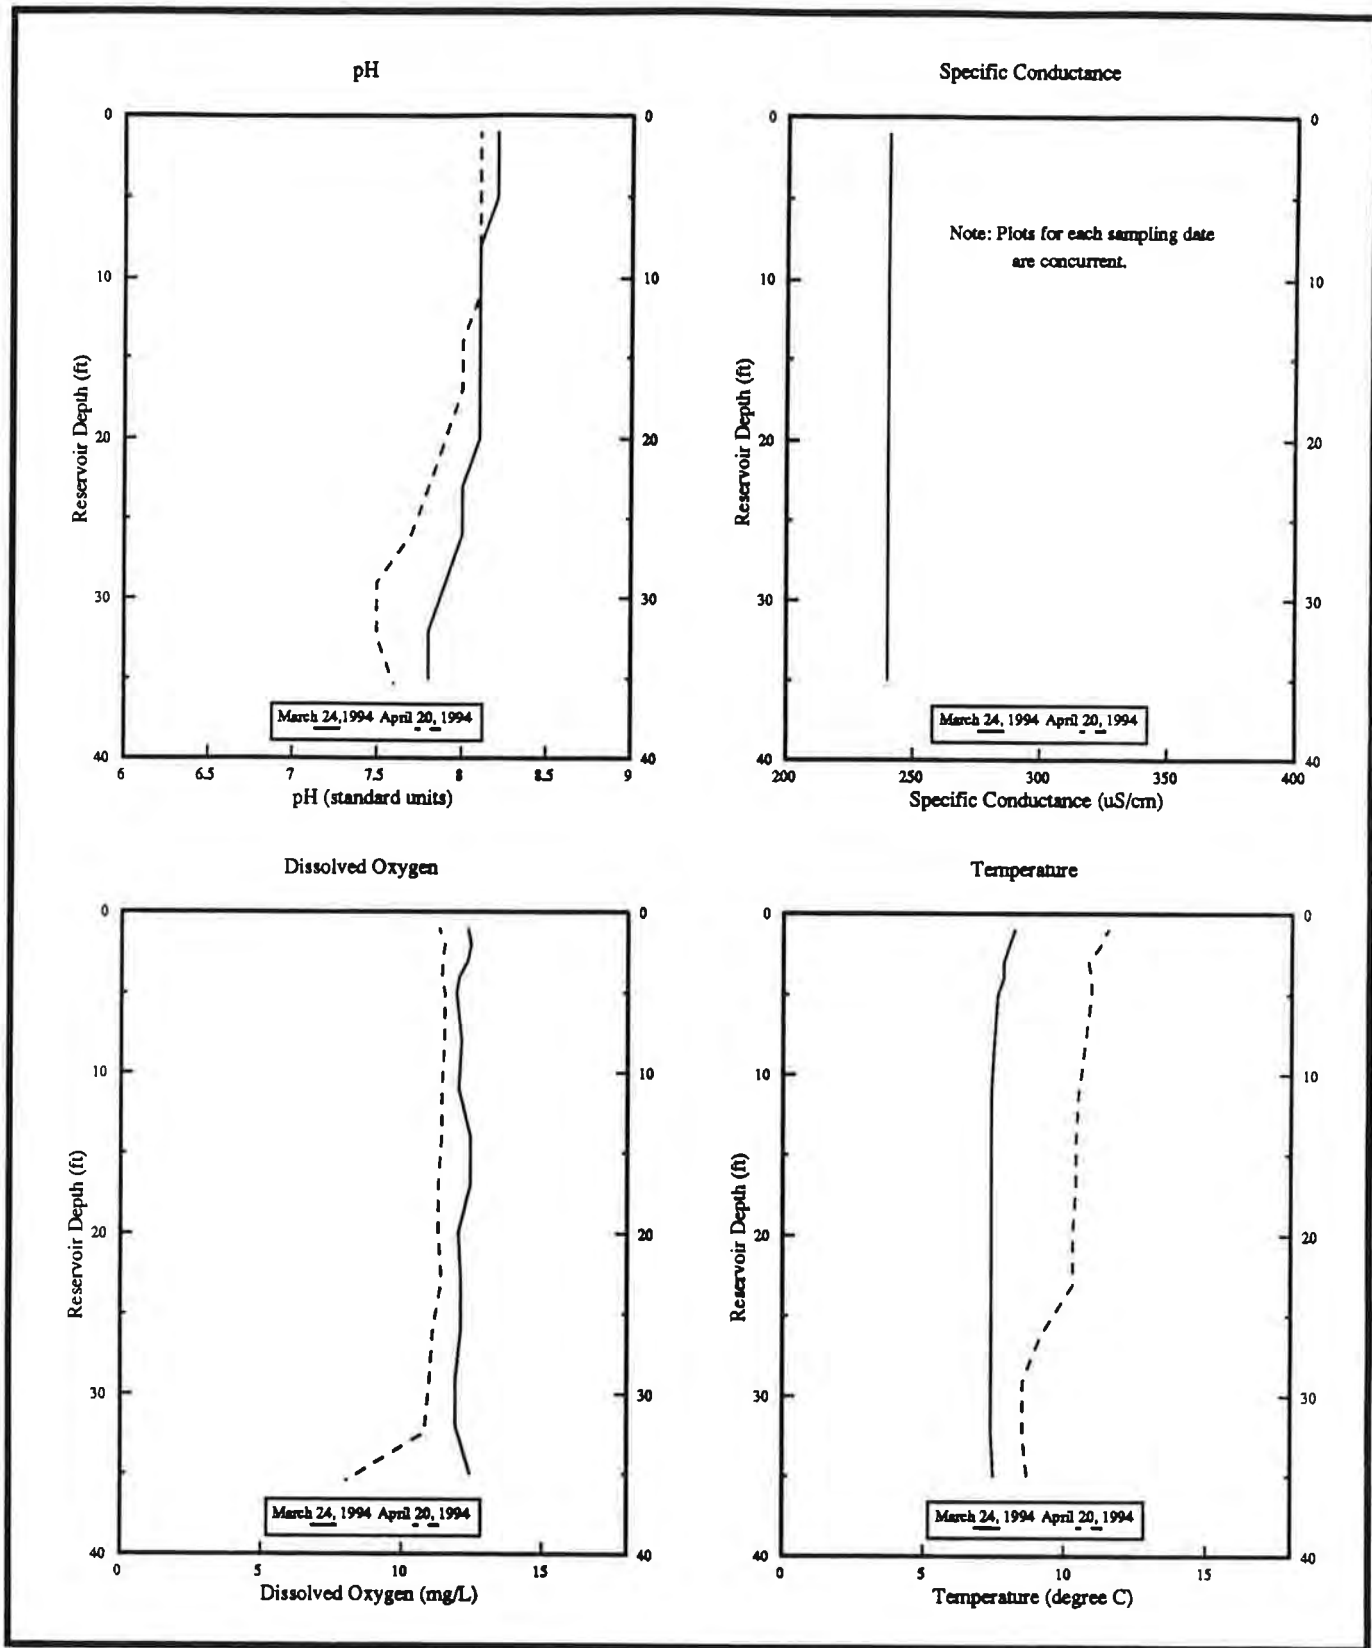 pH
0
10
20
30
40
0
10
20
30
40
Reservoir Depth (ft)
March 24,1994 April 20, 1994
6 6.5 7 7.5 8 8.5 9
pH (standard units)
Specific Conductance
0
10
20
30
40
0
10
20
30
40
Reservoir Depth (ft)
Note: Plots for each sampling date
are concurrent.
March 24, 1994 April 20, 1994
200 250 300 350 400
Specific Conductance (uS/cm)
Dissolved Oxygen
0
10
20
30
40
0
10
20
30
40
Reservoir Depth (ft)
March 24, 1994 April 20, 1994
0 5 10 15
Dissolved Oxygen (mg/L)
Temperature
0
10
20
30
40
0
10
20
30
40
Reservoir Depth (ft)
March 24, 1994 April 20, 1994
0 5 10 15
Temperature (degree C)